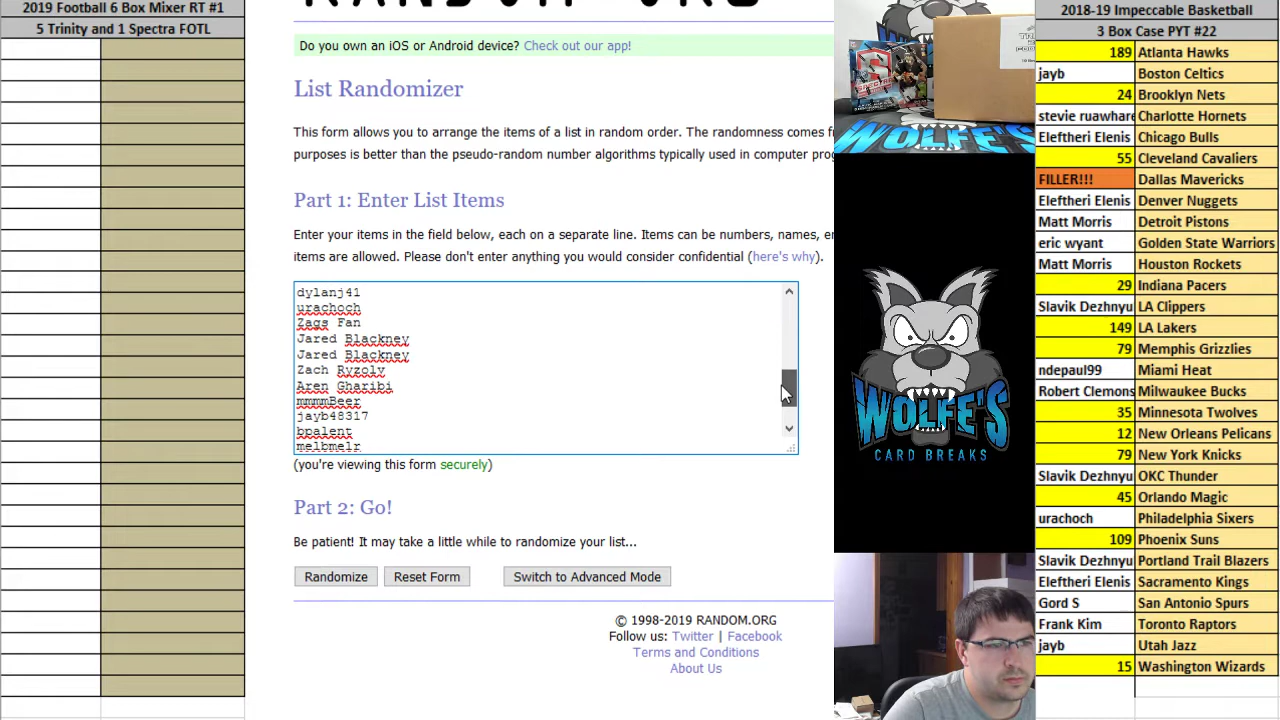 2019 Football 6 Box Mixer RT #1
5 Trinity and 1 Spectra FOTL
RANDOM.ORG
Do you own an iOS or Android device? Check out our app!
List Randomizer
This form allows you to arrange the items of a list in random order. The randomness comes f
purposes is better than the pseudo-random number algorithms typically used in computer pro
Part 1: Enter List Items
Enter your items in the field below, each on a separate line. Items can be numbers, names, e
items are allowed. Please don't enter anything you would consider confidential (here's why).
dylanj41
urachoch
Zags Fan
Jared Blackney
Jared Blackney
Zach Ryzoly
Aren Gharibi
mmmmBeer
jayb48317
bpalent
melbmelr
(you're viewing this form securely)
Part 2: Go!
Be patient! It may take a little while to randomize your list...
Randomize Reset Form Switch to Advanced Mode
© 1998-2019 RANDOM.ORG
Follow us: Twitter | Facebook
Terms and Conditions
About Us
WOLFE'S
WOLFE'S
CARD BREAKS
2018-19 Impeccable Basketball
3 Box Case PYT #22
189 Atlanta Hawks
jayb Boston Celtics
24 Brooklyn Nets
stevie ruawhare Charlotte Hornets
Eleftheri Elenis Chicago Bulls
55 Cleveland Cavaliers
FILLER!!! Dallas Mavericks
Eleftheri Elenis Denver Nuggets
Matt Morris Detroit Pistons
eric wyant Golden State Warriors
Matt Morris Houston Rockets
29 Indiana Pacers
Slavik Dezhnyu LA Clippers
149 LA Lakers
79 Memphis Grizzlies
ndepaul99 Miami Heat
Robert Clemons Milwaukee Bucks
35 Minnesota Twolves
12 New Orleans Pelicans
79 New York Knicks
Slavik Dezhnyu OKC Thunder
45 Orlando Magic
urachoch Philadelphia Sixers
109 Phoenix Suns
Slavik Dezhnyu Portland Trail Blazers
Eleftheri Elenis Sacramento Kings
Gord S San Antonio Spurs
Frank Kim Toronto Raptors
jayb Utah Jazz
15 Washington Wizards